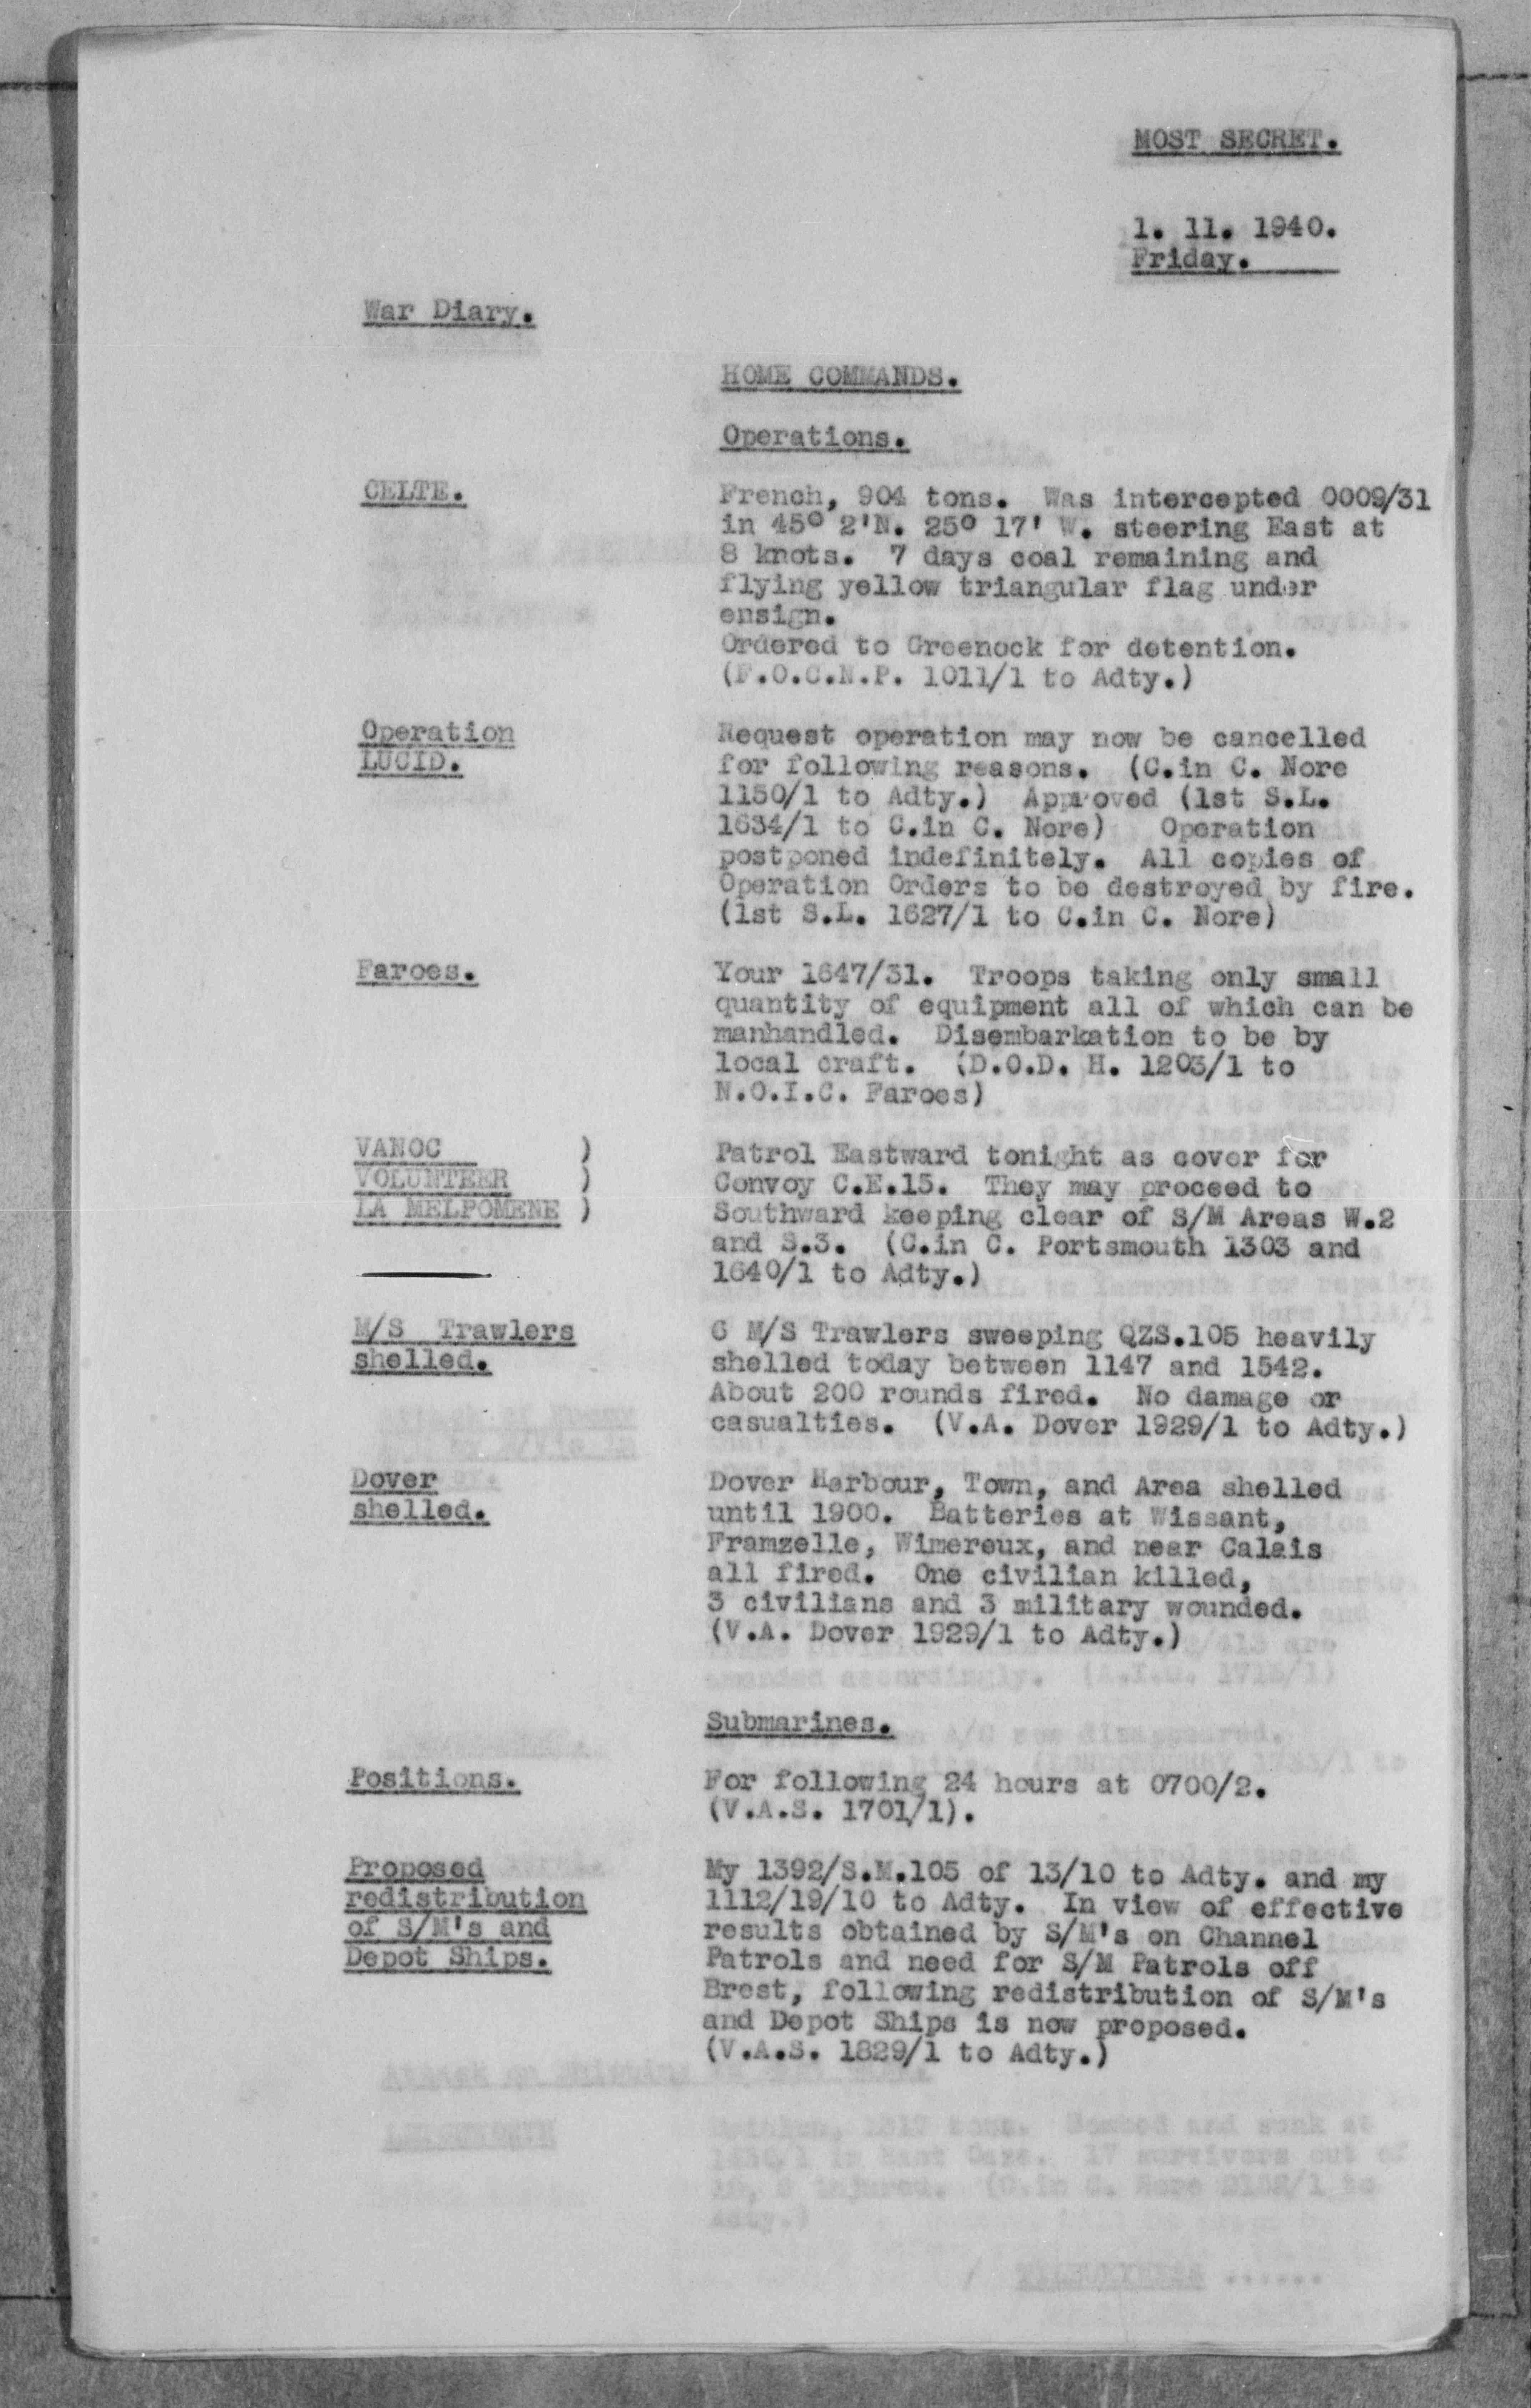 MOST SECRET.
1. 11. 1940.
Friday.
War Diary.
HOME COMMANDS.
Operations.
CELTE.
French, 904 tons. Was intercepted 0009/31
in 45° 2'N. 25° 17' W. steering East at
8 knots. 7 days coal remaining and
flying yellow triangular flag under
ensign.
Ordered to Greenock for detention.
(F.O.C.N.P. 1011/1 to Adty.)
Operation
LUCID.
Request operation may now be cancelled
for following reasons. (C.in C. Nore
1150/1 to Adty.) Approved (1st S.L.
1634/1 to C.in C. Nore) Operation
postponed indefinitely. All copies of
Operation Orders to be destroyed by fire.
(1st S.L. 1627/1 to C.in C. Nore)
Faroes.
Your 1647/31. Troops taking only small
quantity of equipment all of which can be
manhandled. Disembarkation to be by
local craft. (D.O.D. H. 1203/1 to
N.O.I.C. Faroes)
VANOC )
VOLUNTEER )
LA MELPOMENE )
Patrol Eastward tonight as cover for
Convoy C.E.15. They may proceed to
Southward keeping clear of S/M Areas W.2
and S.3. (C.in C. Portsmouth 1303 and
1640/1 to Adty.)
M/S Trawlers
shelled.
6 M/S Trawlers sweeping QZS.105 heavily
shelled today between 1147 and 1542.
About 200 rounds fired. No damage or
casualties. (V.A. Dover 1929/1 to Adty.)
Dover
shelled.
Dover Harbour, Town, and Area shelled
until 1900. Batteries at Wissant,
Framzelle, Wimereux, and near Calais
all fired. One civilian killed,
3 civilians and 3 military wounded.
(V.A. Dover 1929/1 to Adty.)
Submarines.
Positions.
For following 24 hours at 0700/2.
(V.A.S. 1701/1).
Proposed
redistribution
of S/M's and
Depot Ships.
My 1392/S.M.105 of 13/10 to Adty. and my
1112/19/10 to Adty. In view of effective
results obtained by S/M's on Channel
Patrols and need for S/M Patrols off
Brest, following redistribution of S/M's
and Depot Ships is now proposed.
(V.A.S. 1829/1 to Adty.)